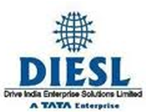 DIESL
Drive India Enterprise Solutions Limited
A TATA Enterprise